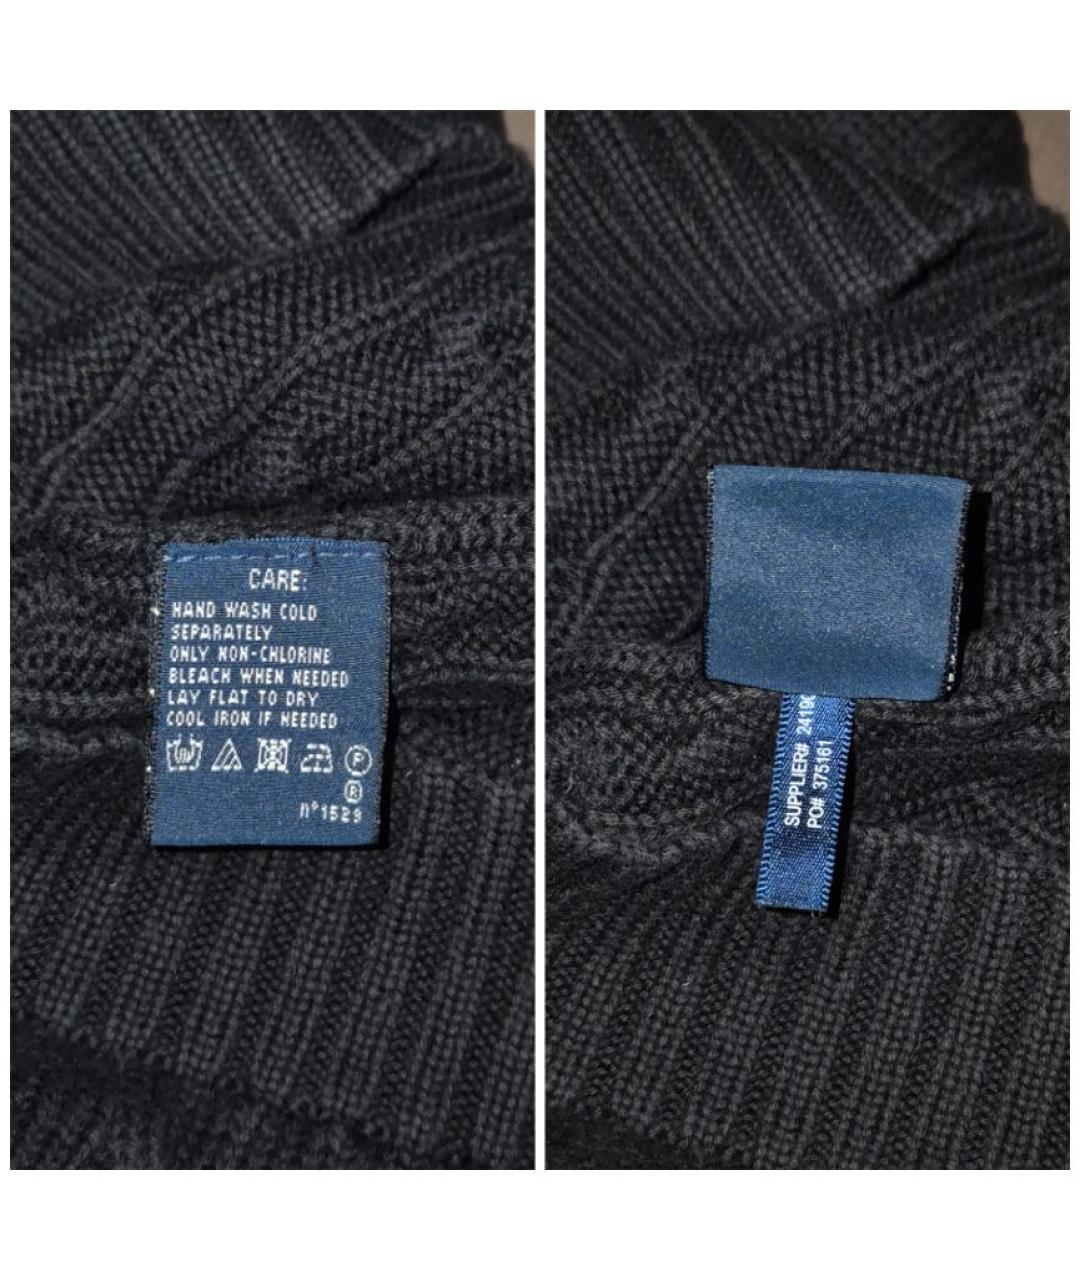 CARE:
HAND WASH COLD
SEPARATELY
ONLY NON-CHLORINE
BLEACH WHEN NEEDED
LAY FLAT TO DRY
COOL IRON IF NEEDED
P
R
n°1529
SUPPLIER# 24190
PO# 375161